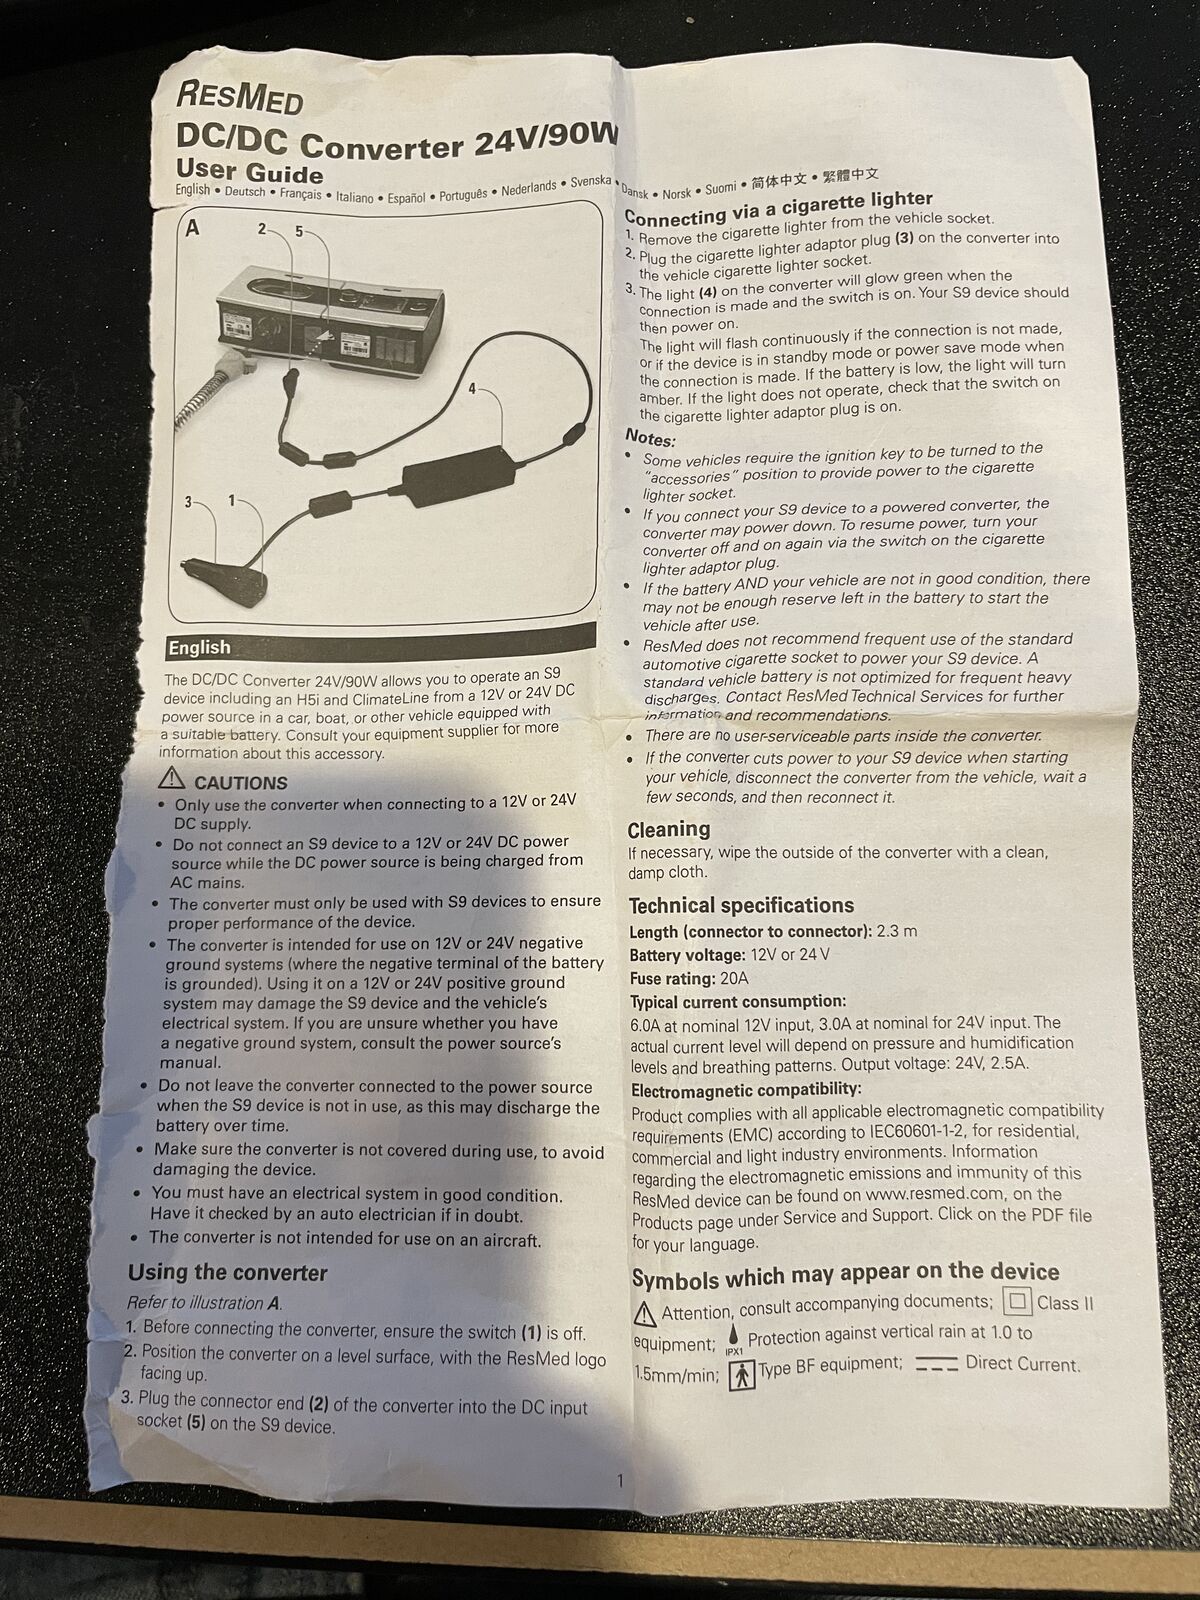 RESMED
DC/DC Converter 24V/90W
User Guide
English • Deutsch • Français • Italiano • Español • Português • Nederlands • Svenska • Dansk • Norsk • Suomi • 简体中文 • 繁體中文
A
2
5
4
3
1
English
The DC/DC Converter 24V/90W allows you to operate an S9
device including an H5i and ClimateLine from a 12V or 24V DC
power source in a car, boat, or other vehicle equipped with
a suitable battery. Consult your equipment supplier for more
information about this accessory.
CAUTIONS
• Only use the converter when connecting to a 12V or 24V
DC supply.
• Do not connect an S9 device to a 12V or 24V DC power
source while the DC power source is being charged from
AC mains.
• The converter must only be used with S9 devices to ensure
proper performance of the device.
• The converter is intended for use on 12V or 24V negative
ground systems (where the negative terminal of the battery
is grounded). Using it on a 12V or 24V positive ground
system may damage the S9 device and the vehicle's
electrical system. If you are unsure whether you have
a negative ground system, consult the power source's
manual.
• Do not leave the converter connected to the power source
when the S9 device is not in use, as this may discharge the
battery over time.
• Make sure the converter is not covered during use, to avoid
damaging the device.
• You must have an electrical system in good condition.
Have it checked by an auto electrician if in doubt.
• The converter is not intended for use on an aircraft.
Using the converter
Refer to illustration A.
1. Before connecting the converter, ensure the switch (1) is off.
2. Position the converter on a level surface, with the ResMed logo
facing up.
3. Plug the connector end (2) of the converter into the DC input
socket (5) on the S9 device.
Connecting via a cigarette lighter
1. Remove the cigarette lighter from the vehicle socket.
2. Plug the cigarette lighter adaptor plug (3) on the converter into
the vehicle cigarette lighter socket.
3. The light (4) on the converter will glow green when the
connection is made and the switch is on. Your S9 device should
then power on.
The light will flash continuously if the connection is not made,
or if the device is in standby mode or power save mode when
the connection is made. If the battery is low, the light will turn
amber. If the light does not operate, check that the switch on
the cigarette lighter adaptor plug is on.
Notes:
• Some vehicles require the ignition key to be turned to the
"accessories" position to provide power to the cigarette
lighter socket.
• If you connect your S9 device to a powered converter, the
converter may power down. To resume power, turn your
converter off and on again via the switch on the cigarette
lighter adaptor plug.
• If the battery AND your vehicle are not in good condition, there
may not be enough reserve left in the battery to start the
vehicle after use.
• ResMed does not recommend frequent use of the standard
automotive cigarette socket to power your S9 device. A
standard vehicle battery is not optimized for frequent heavy
discharges. Contact ResMed Technical Services for further
information and recommendations.
• There are no user-serviceable parts inside the converter.
• If the converter cuts power to your S9 device when starting
your vehicle, disconnect the converter from the vehicle, wait a
few seconds, and then reconnect it.
Cleaning
If necessary, wipe the outside of the converter with a clean,
damp cloth.
Technical specifications
Length (connector to connector): 2.3 m
Battery voltage: 12V or 24 V
Fuse rating: 20A
Typical current consumption:
6.0A at nominal 12V input, 3.0A at nominal for 24V input. The
actual current level will depend on pressure and humidification
levels and breathing patterns. Output voltage: 24V, 2.5A.
Electromagnetic compatibility:
Product complies with all applicable electromagnetic compatibility
requirements (EMC) according to IEC60601-1-2, for residential,
commercial and light industry environments. Information
regarding the electromagnetic emissions and immunity of this
ResMed device can be found on www.resmed.com, on the
Products page under Service and Support. Click on the PDF file
for your language.
Symbols which may appear on the device
Attention, consult accompanying documents; Class II
equipment; IPX1 Protection against vertical rain at 1.0 to
1.5mm/min; Type BF equipment; Direct Current.
1